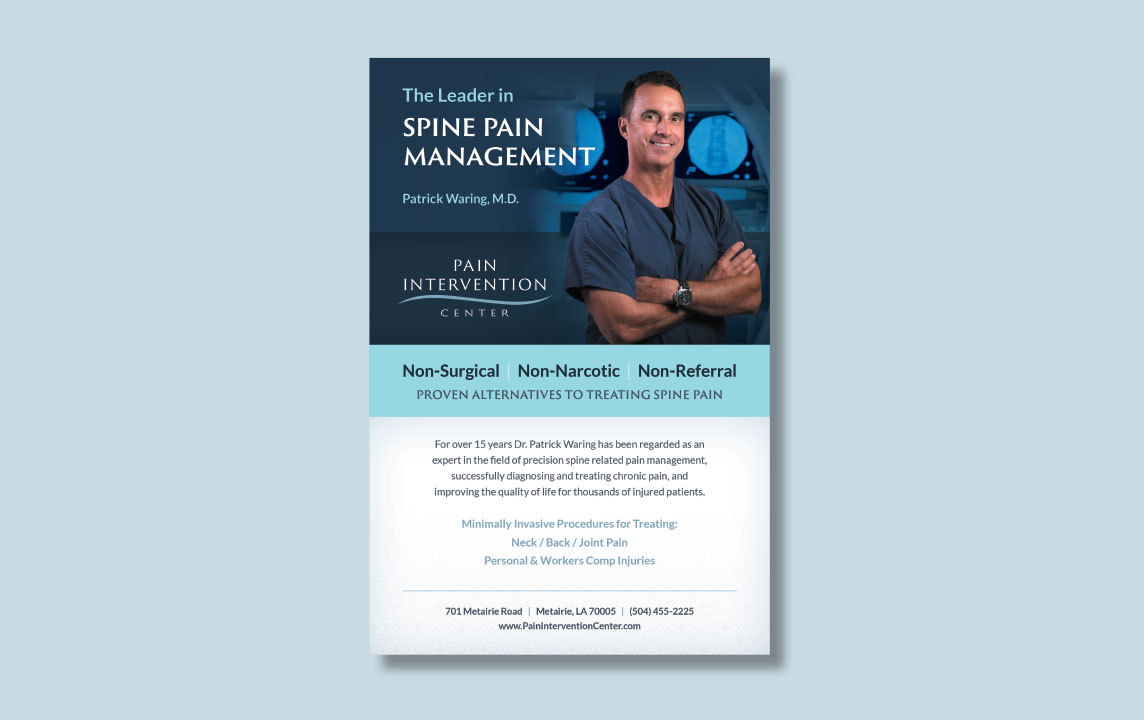 The Leader in
SPINE PAIN
MANAGEMENT
Patrick Waring, M.D.
PAIN
INTERVENTION
CENTER
Non-Surgical | Non-Narcotic | Non-Referral
PROVEN ALTERNATIVES TO TREATING SPINE PAIN
For over 15 years Dr. Patrick Waring has been regarded as an
expert in the field of precision spine related pain management,
successfully diagnosing and treating chronic pain, and
improving the quality of life for thousands of injured patients.
Minimally Invasive Procedures for Treating:
Neck / Back / Joint Pain
Personal & Workers Comp Injuries
701 Metairie Road | Metairie, LA 70005 | (504) 455-2225
www.PainInterventionCenter.com